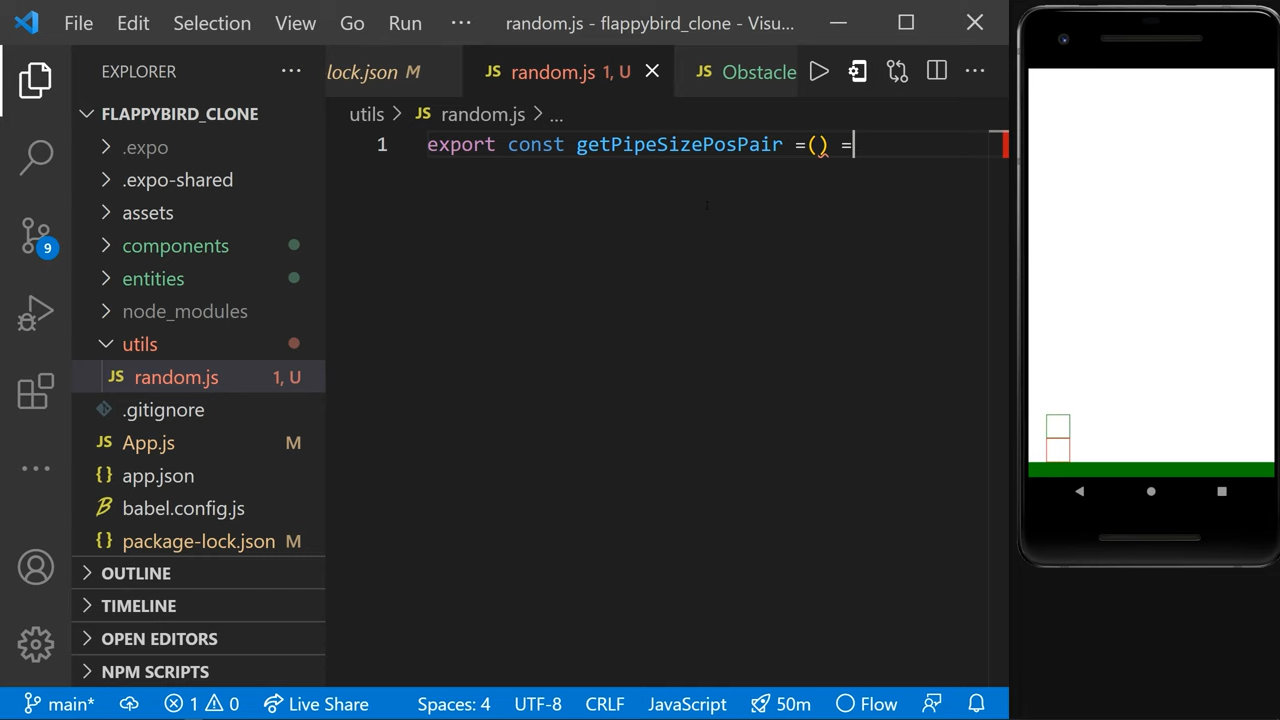 File Edit Selection View Go Run ··· random.js - flappybird_clone - Visu...
EXPLORER ···
lock.json M
JS random.js 1, U
JS Obstacle
···
FLAPPYBIRD_CLONE
utils > JS random.js > ...
.expo
1 export const getPipeSizePosPair =() =
.expo-shared
assets
components
9
entities
node_modules
utils
JS random.js 1, U
.gitignore
JS App.js M
{} app.json
babel.config.js
{} package-lock.json M
OUTLINE
TIMELINE
OPEN EDITORS
NPM SCRIPTS
main* 1 0 Live Share Spaces: 4 UTF-8 CRLF JavaScript 50m Flow